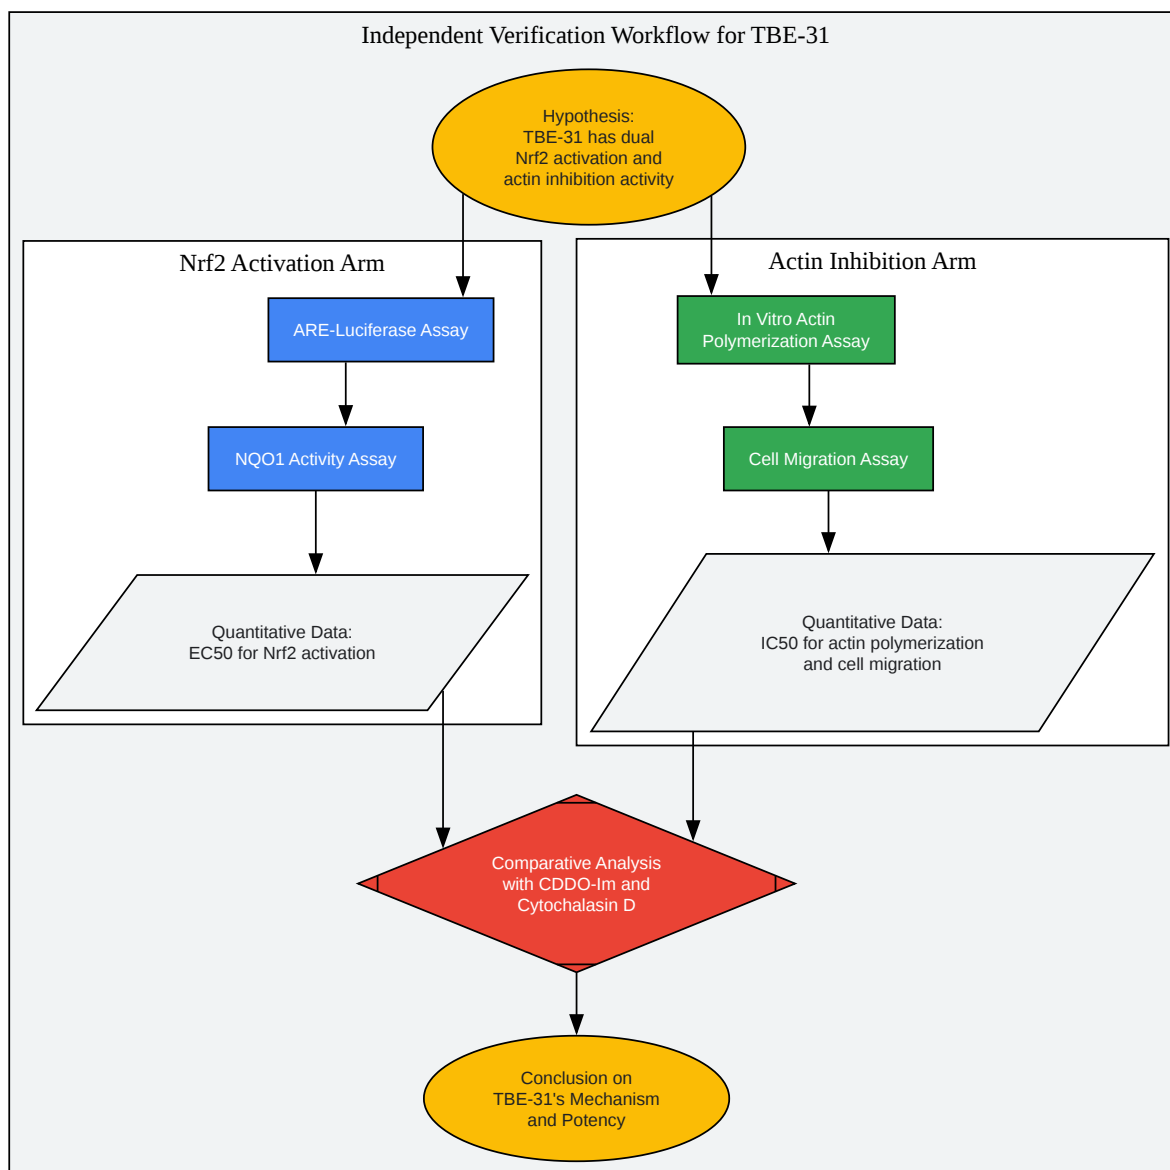 Independent Verification Workflow for TBE-31
Hypothesis:
TBE-31 has dual
Nrf2 activation and
actin inhibition activity
Nrf2 Activation Arm
ARE-Luciferase Assay
NQO1 Activity Assay
Quantitative Data:
EC50 for Nrf2 activation
Actin Inhibition Arm
In Vitro Actin
Polymerization Assay
Cell Migration Assay
Quantitative Data:
IC50 for actin polymerization
and cell migration
Comparative Analysis
with CDDO-Im and
Cytochalasin D
Conclusion on
TBE-31's Mechanism
and Potency